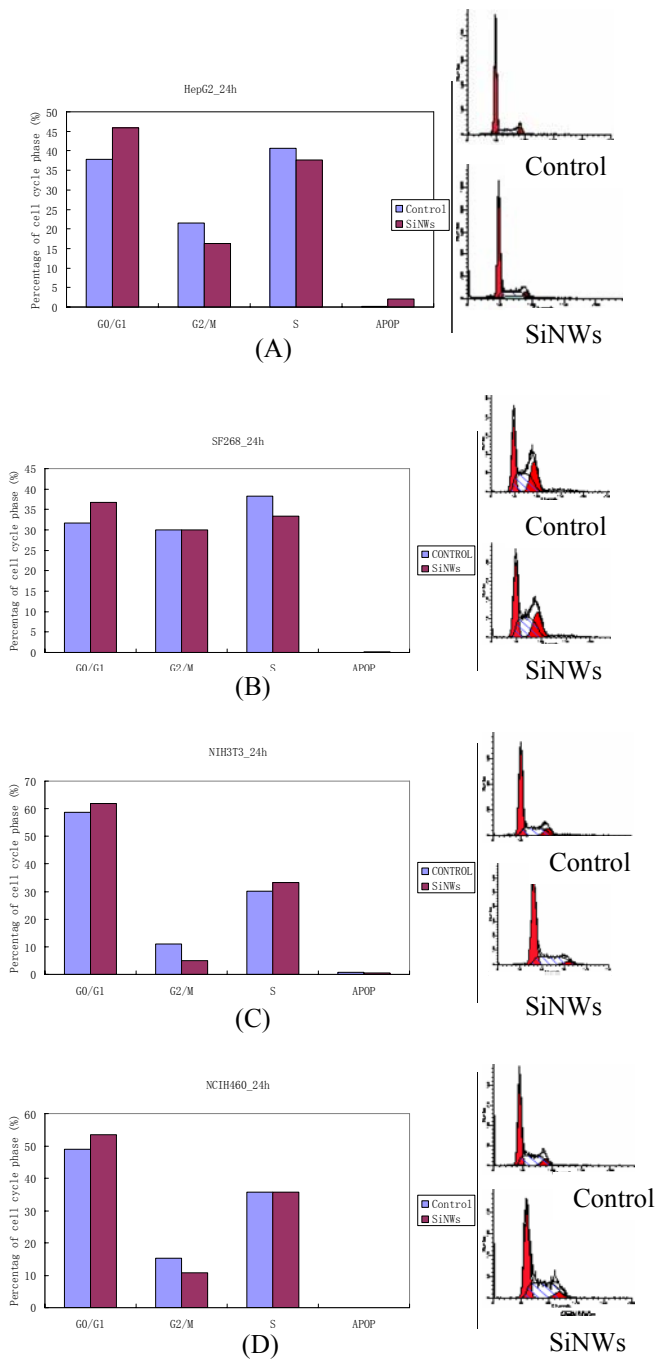 HepG2_24h
Percentage of cell cycle phase (%)
50
45
40
35
30
25
20
15
10
5
0
G0/G1 G2/M S APOP
Control
SiNWs
Control
SiNWs
(A)
SF268_24h
Percentag of cell cycle phase (%)
45
40
35
30
25
20
15
10
5
0
G0/G1 G2/M S APOP
CONTROL
SiNWs
Control
SiNWs
(B)
NIH3T3_24h
Percentag of cell cycle phase (%)
70
60
50
40
30
20
10
0
G0/G1 G2/M S APOP
CONTROL
SiNWs
Control
SiNWs
(C)
NCIH460_24h
Percentag of cell cycle phase (%)
60
50
40
30
20
10
0
G0/G1 G2/M S APOP
Control
SiNWs
Control
SiNWs
(D)